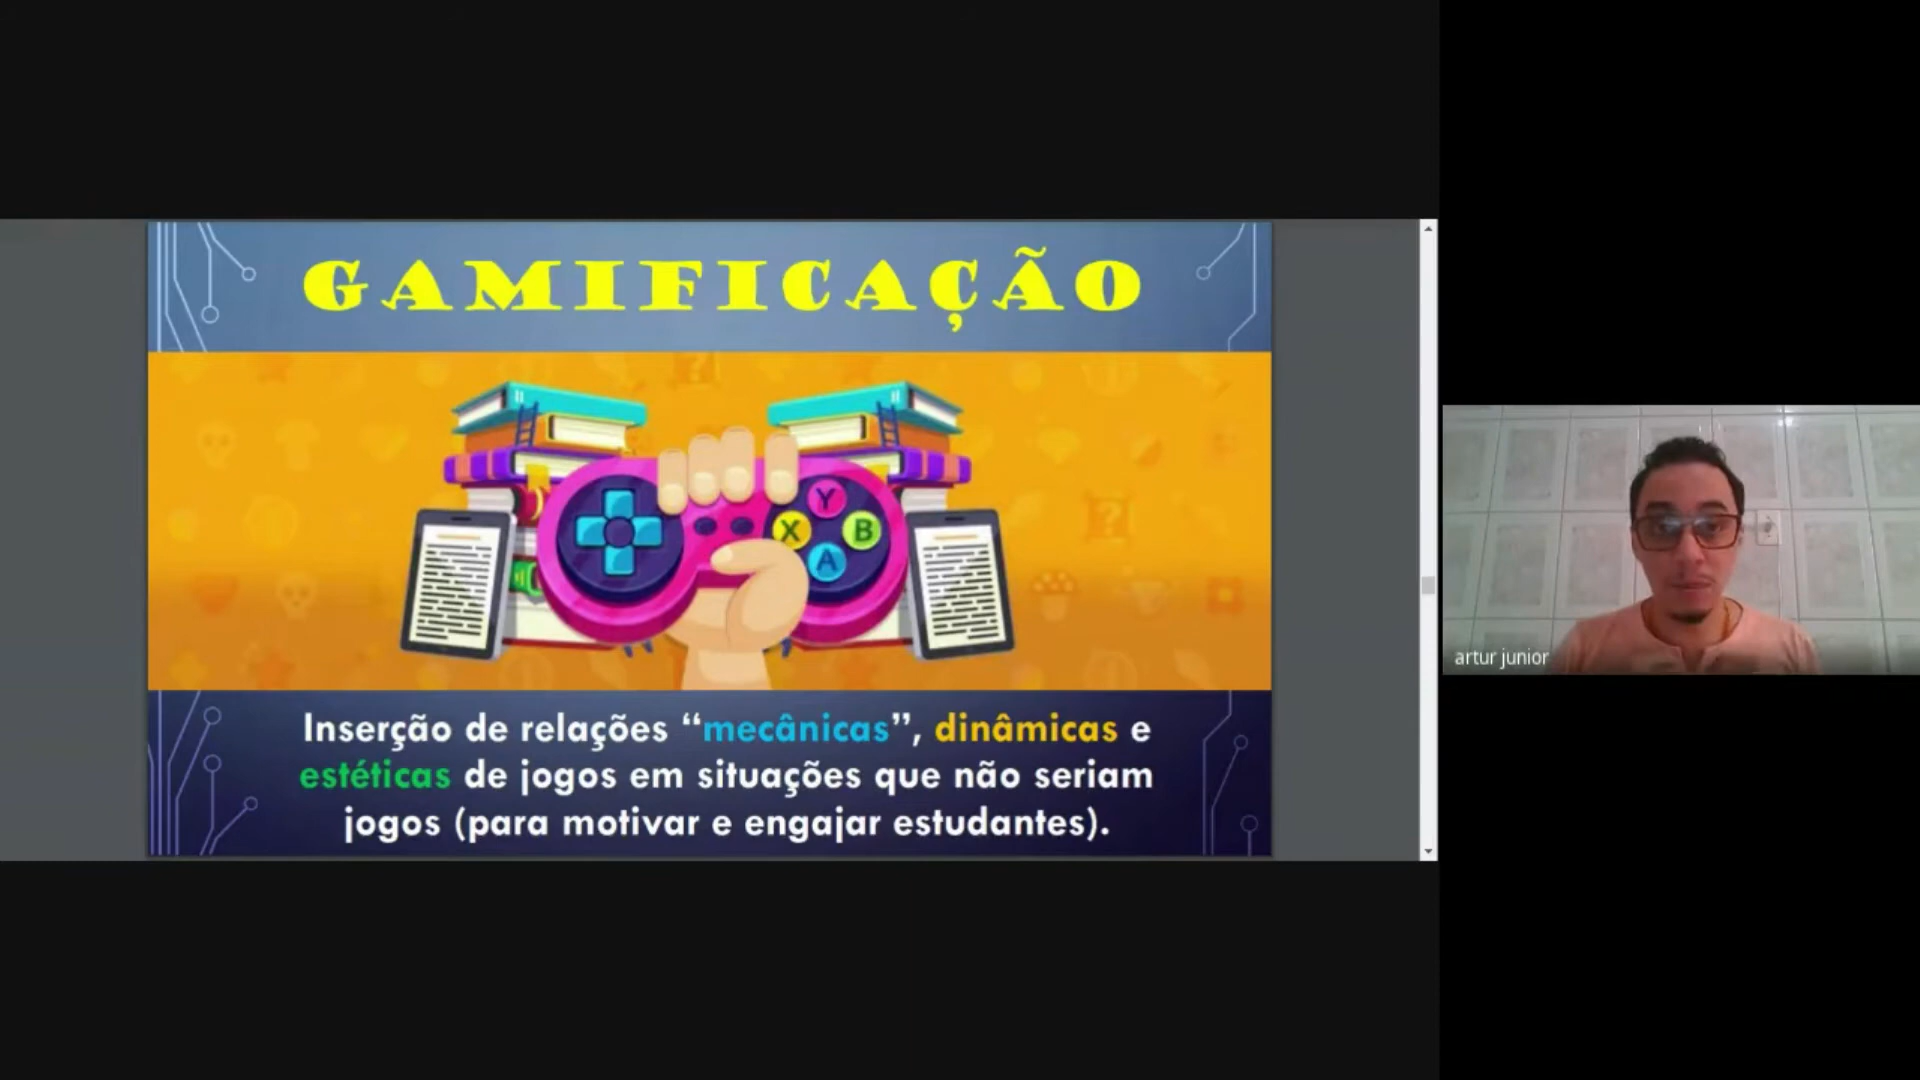 GAMIFICAÇÃO
Y
X
B
A
Inserção de relações “mecânicas”, dinâmicas e
estéticas de jogos em situações que não seriam
jogos (para motivar e engajar estudantes).
artur junior